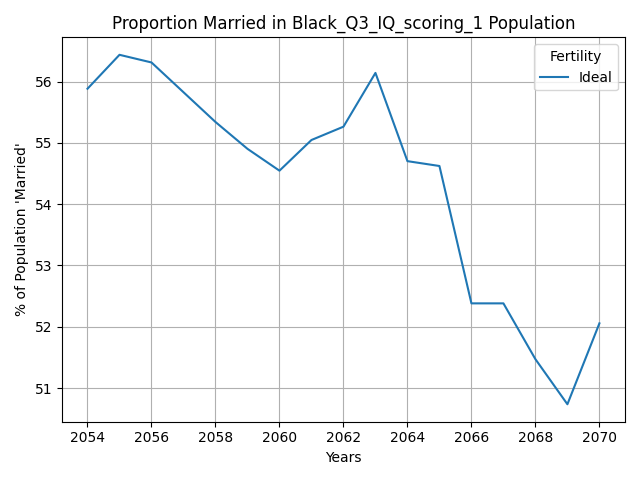 Proportion Married in Black_Q3_IQ_scoring_1 Population
Fertility
Ideal
% of Population 'Married'
56
55
54
53
52
51
2054 2056 2058 2060 2062 2064 2066 2068 2070
Years